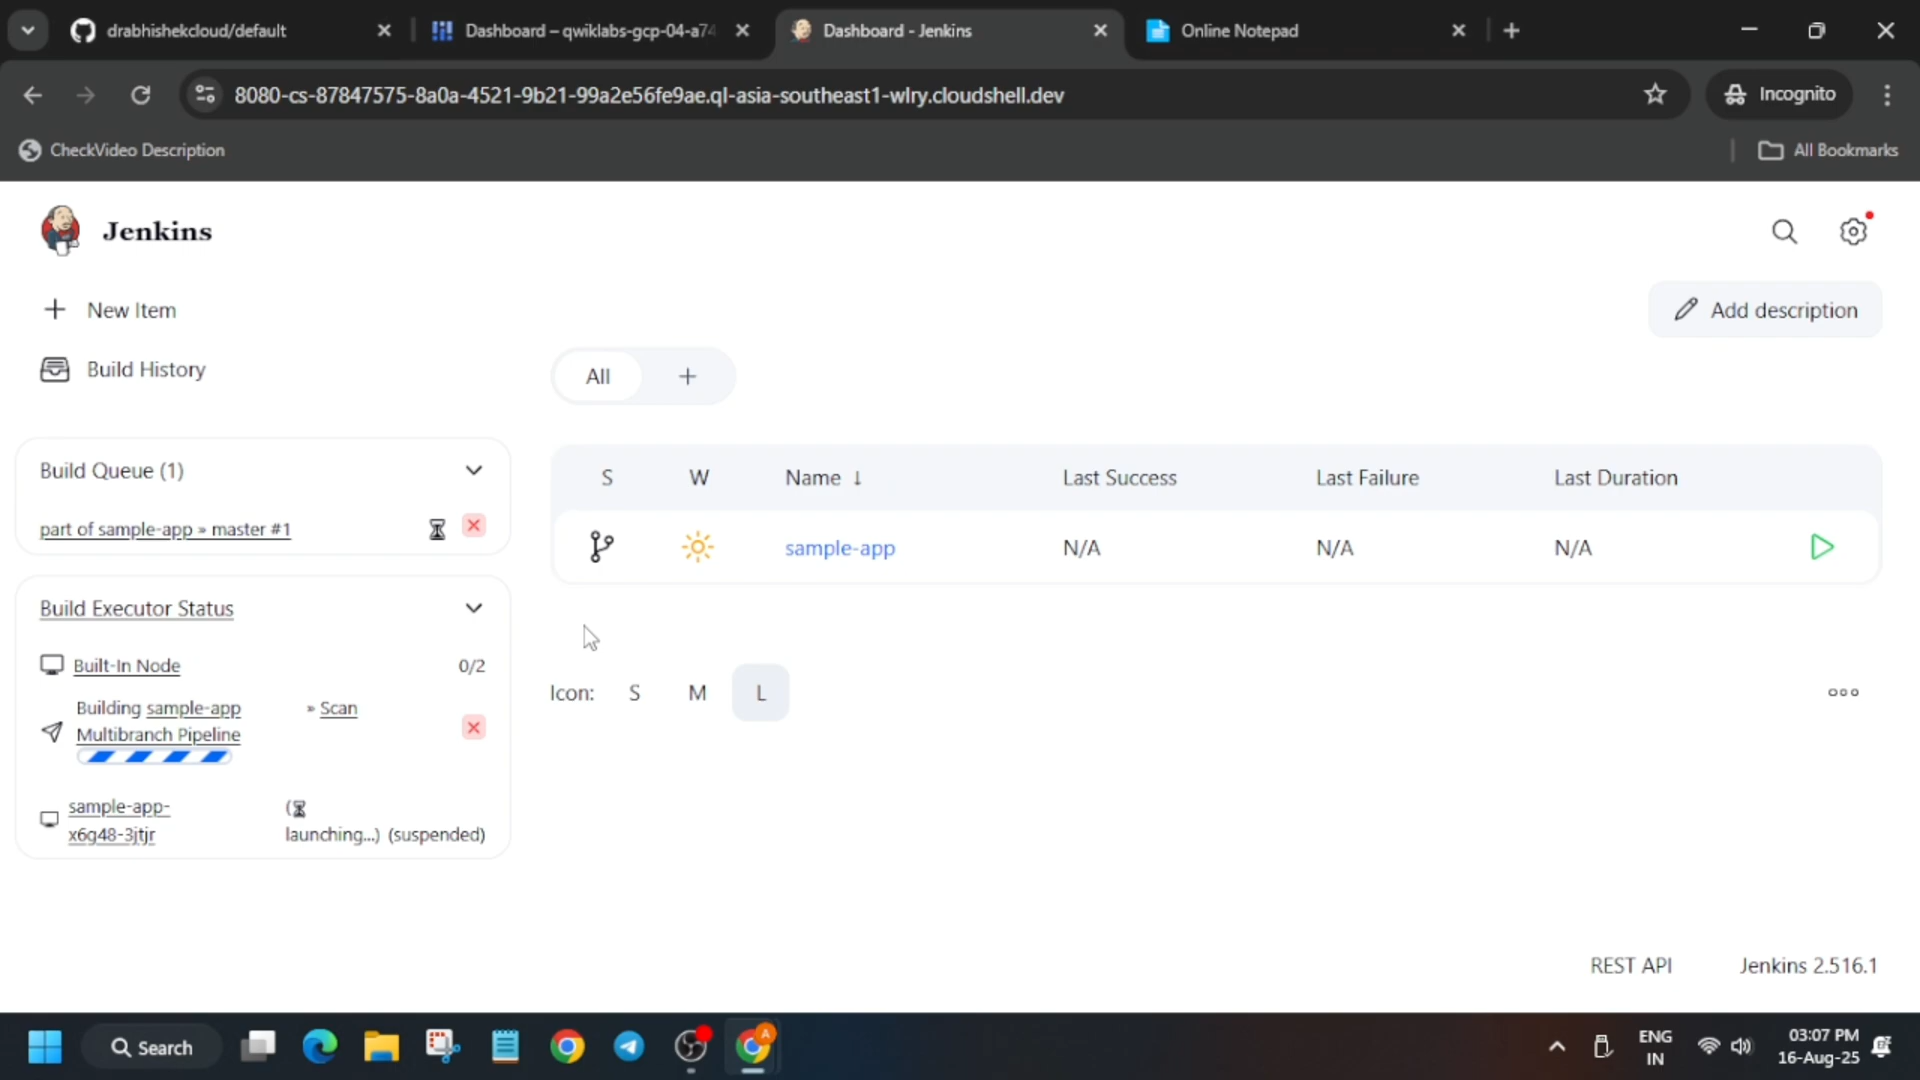 drabhishekcloud/default
Dashboard – qwiklabs-gcp-04-a74
Dashboard - Jenkins
Online Notepad
8080-cs-87847575-8a0a-4521-9b21-99a2e56fe9ae.ql-asia-southeast1-wlry.cloudshell.dev
Incognito
CheckVideo Description
All Bookmarks
Jenkins
New Item
Add description
Build History
All
+
Build Queue (1)
part of sample-app » master #1
S W Name ↓ Last Success Last Failure Last Duration
sample-app N/A N/A N/A
Build Executor Status
Built-In Node 0/2
Building sample-app » Scan
Multibranch Pipeline
sample-app-
x6g48-3jtjr
(
launching...) (suspended)
Icon: S M L
REST API
Jenkins 2.516.1
Search
A
ENG
IN
03:07 PM
16-Aug-25